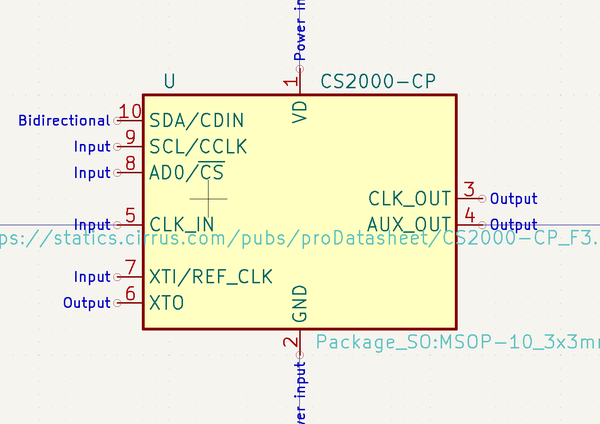 Power in
1
U
CS2000-CP
VD
Bidirectional 10 SDA/CDIN
Input 9 SCL/CCLK
Input 8 AD0/CS
CLK_OUT 3 Output
Input 5 CLK_IN AUX_OUT 4 Output
ps://statics.cirrus.com/pubs/proDatasheet/CS2000-CP_F3.
Input 7 XTI/REF_CLK
Output 6 XTO
GND
2
Package_SO:MSOP-10_3x3m
wer input